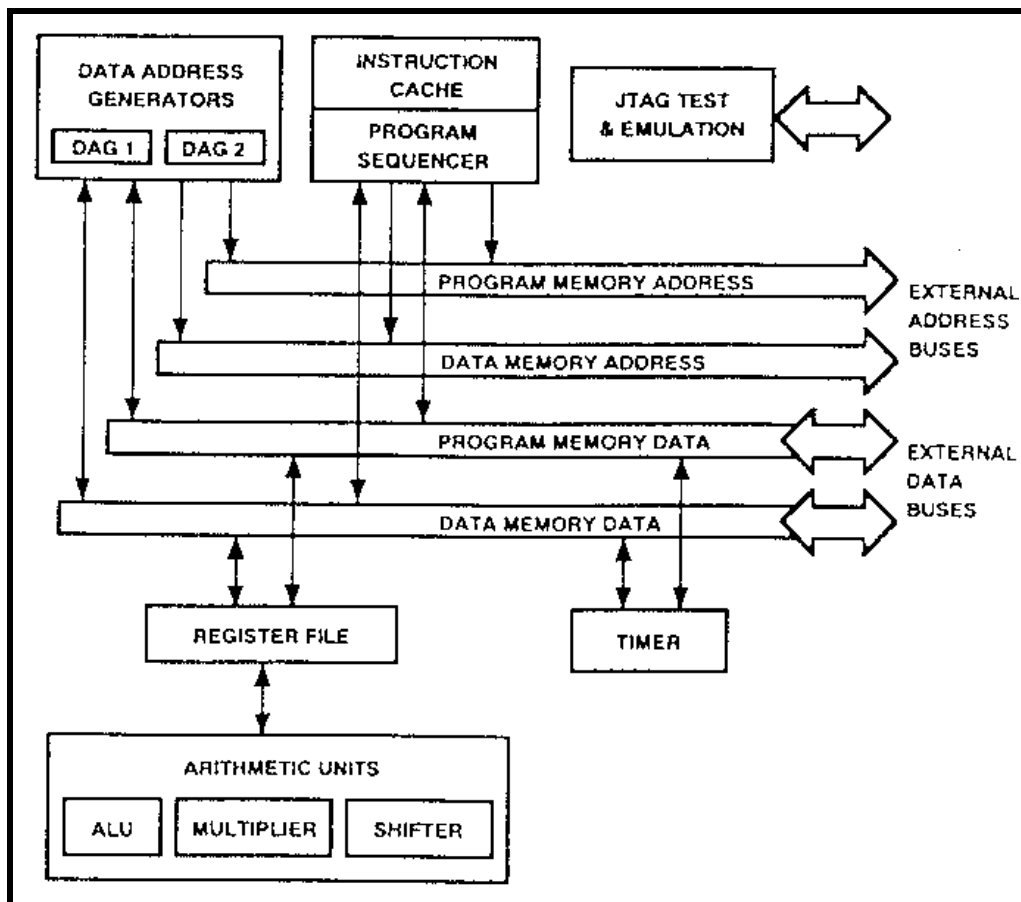 DATA ADDRESS
GENERATORS
DAG 1
DAG 2
INSTRUCTION
CACHE
PROGRAM
SEQUENCER
JTAG TEST
& EMULATION
PROGRAM MEMORY ADDRESS
DATA MEMORY ADDRESS
EXTERNAL
ADDRESS
BUSES
PROGRAM MEMORY DATA
DATA MEMORY DATA
EXTERNAL
DATA
BUSES
REGISTER FILE
TIMER
ARITHMETIC UNITS
ALU
MULTIPLIER
SHIFTER